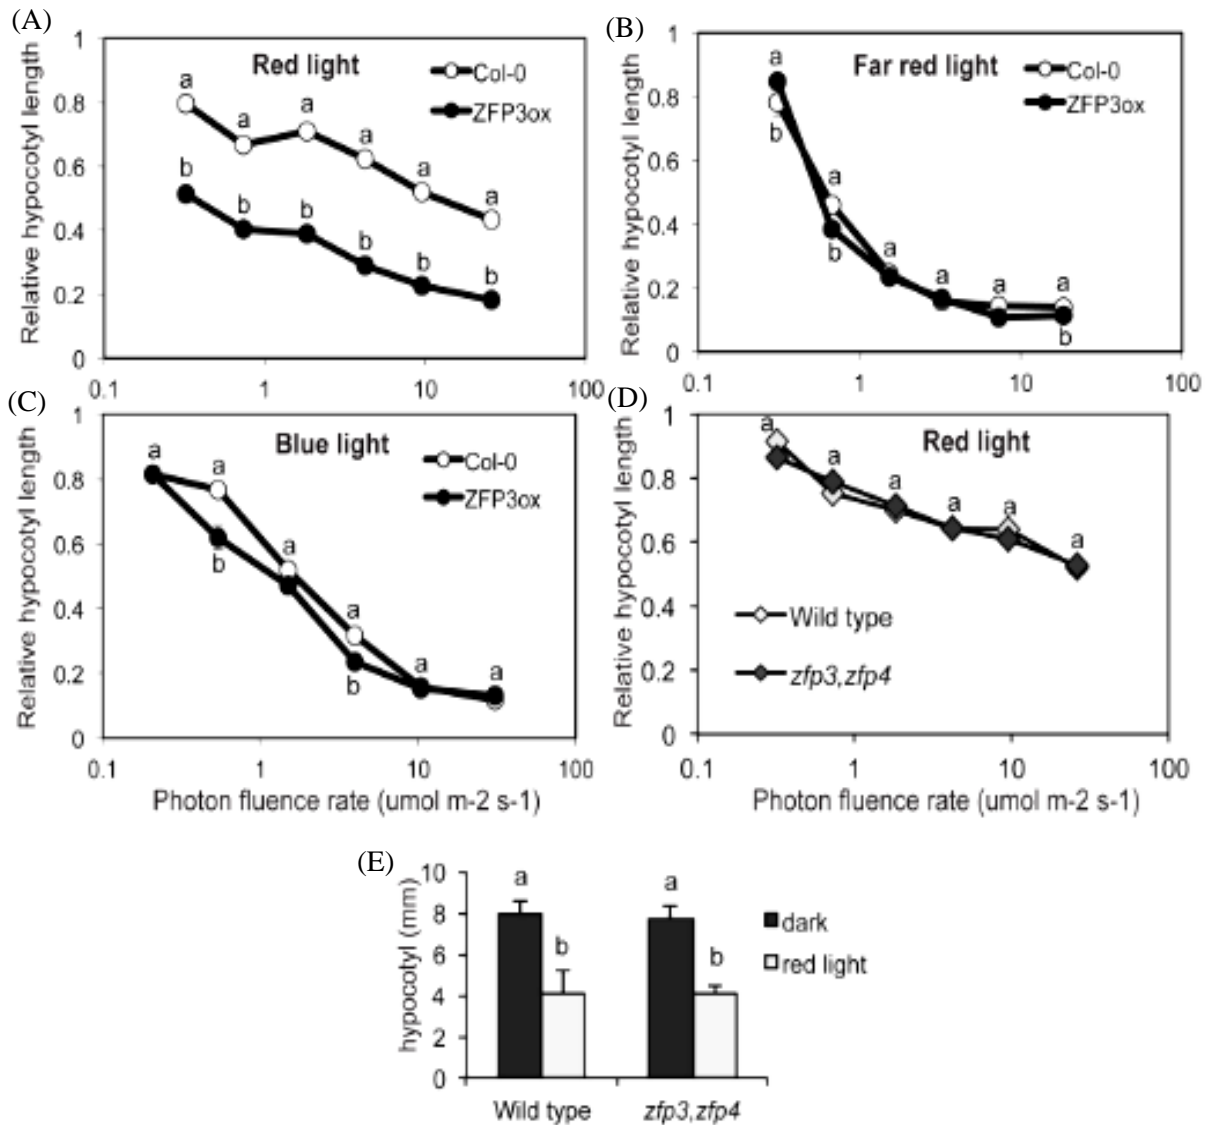 (A)
Relative hypocotyl length
1
0.8
0.6
0.4
0.2
0
Red light
Col-0
ZFP3ox
a
a
a
a
a
a
b
b
b
b
b
b
0.1
1
10
100
(B)
Relative hypocotyl length
1
0.8
0.6
0.4
0.2
0
Far red light
Col-0
ZFP3ox
a
b
a
b
a
a
a
a
b
0.1
1
10
100
(C)
Relative hypocotyl length
1
0.8
0.6
0.4
0.2
0
Blue light
Col-0
ZFP3ox
a
a
b
a
a
b
a
a
0.1
1
10
100
Photon fluence rate (umol m-2 s-1)
(D)
Relative hypocotyl length
1
0.8
0.6
0.4
0.2
0
Red light
a
a
a
a
a
a
Wild type
zfp3,zfp4
0.1
1
10
100
Photon fluence rate (umol m-2 s-1)
(E)
hypocotyl (mm)
10
8
6
4
2
0
a
b
a
b
dark
red light
Wild type
zfp3,zfp4